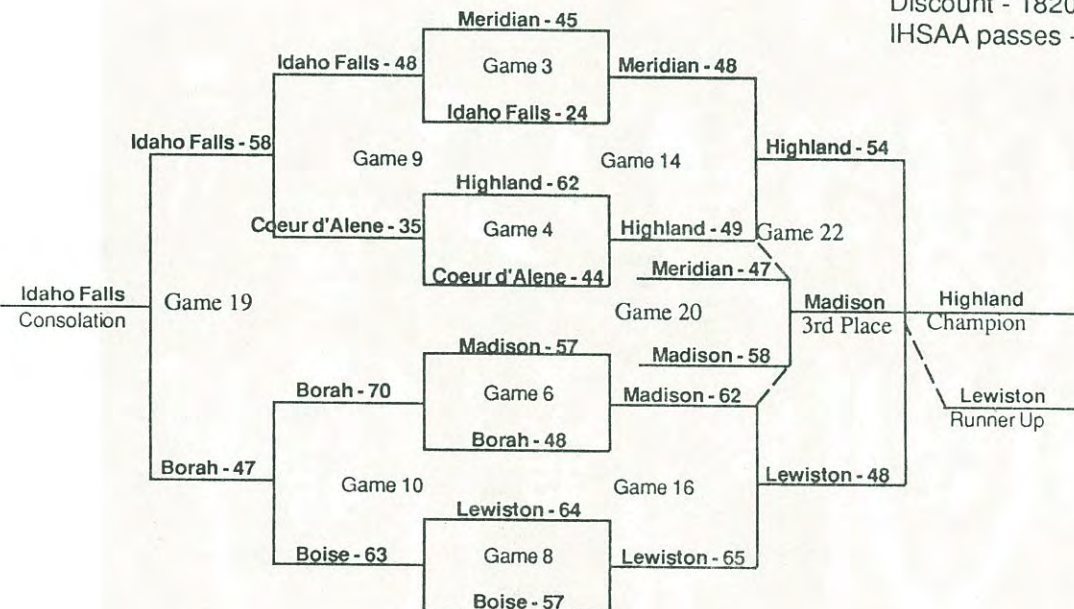 Discount - 1820
IHSAA passes -
Meridian - 45
Idaho Falls - 48
Game 3
Meridian - 48
Idaho Falls - 24
Idaho Falls - 58
Game 9
Game 14
Highland - 54
Highland - 62
Coeur d'Alene - 35
Game 4
Highland - 49
Game 22
Coeur d'Alene - 44
Meridian - 47
Idaho Falls
Consolation
Game 19
Game 20
Madison
3rd Place
Highland
Champion
Madison - 57
Madison - 58
Borah - 70
Game 6
Madison - 62
Lewiston
Runner Up
Borah - 48
Borah - 47
Game 10
Game 16
Lewiston - 48
Lewiston - 64
Boise - 63
Game 8
Lewiston - 65
Boise - 57